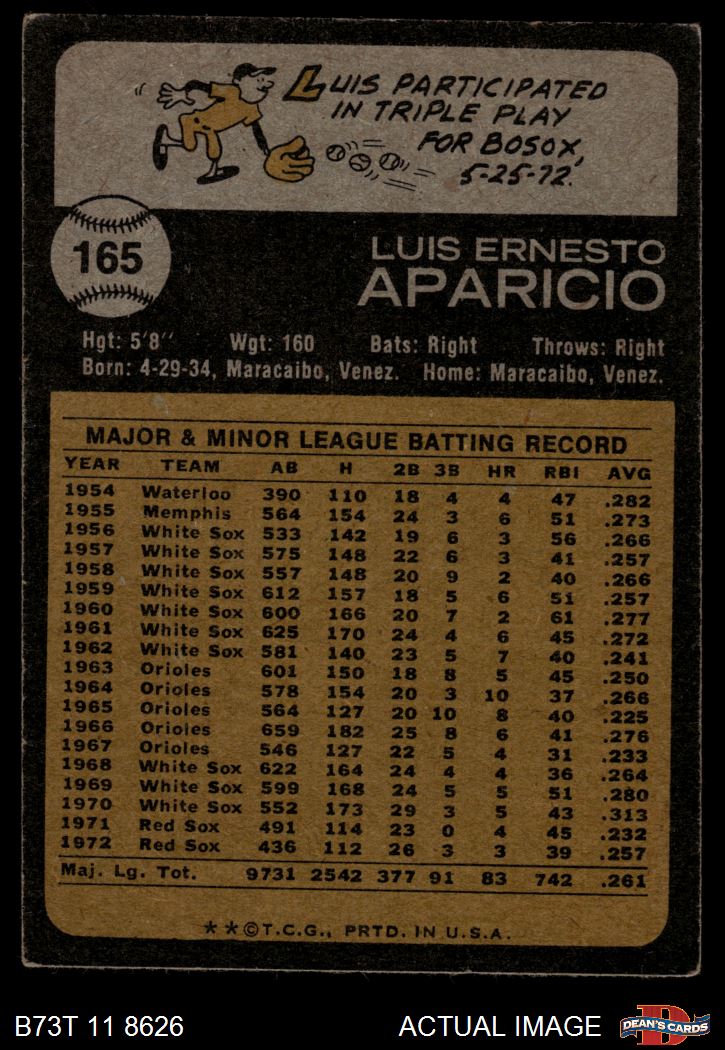 LUIS PARTICIPATED
IN TRIPLE PLAY
FOR BOSOX,
5-25-72.
165
LUIS ERNESTO
APARICIO
Hgt: 5'8'' Wgt: 160 Bats: Right Throws: Right
Born: 4-29-34, Maracaibo, Venez. Home: Maracaibo, Venez.
MAJOR & MINOR LEAGUE BATTING RECORD
YEAR TEAM AB H 2B 3B HR RBI AVG
1954 Waterloo 390 110 18 4 4 47 .282
1955 Memphis 564 154 24 3 6 51 .273
1956 White Sox 533 142 19 6 3 56 .266
1957 White Sox 575 148 22 6 3 41 .257
1958 White Sox 557 148 20 9 2 40 .266
1959 White Sox 612 157 18 5 6 51 .257
1960 White Sox 600 166 20 7 2 61 .277
1961 White Sox 625 170 24 4 6 45 .272
1962 White Sox 581 140 23 5 7 40 .241
1963 Orioles 601 150 18 8 5 45 .250
1964 Orioles 578 154 20 3 10 37 .266
1965 Orioles 564 127 20 10 8 40 .225
1966 Orioles 659 182 25 8 6 41 .276
1967 Orioles 546 127 22 5 4 31 .233
1968 White Sox 622 164 24 4 4 36 .264
1969 White Sox 599 168 24 5 5 51 .280
1970 White Sox 552 173 29 3 5 43 .313
1971 Red Sox 491 114 23 0 4 45 .232
1972 Red Sox 436 112 26 3 3 39 .257
Maj. Lg. Tot. 9731 2542 377 91 83 742 .261
**©T.C.G., PRTD. IN U.S.A.
B73T 11 8626 ACTUAL IMAGE
D
DEAN'S CARDS